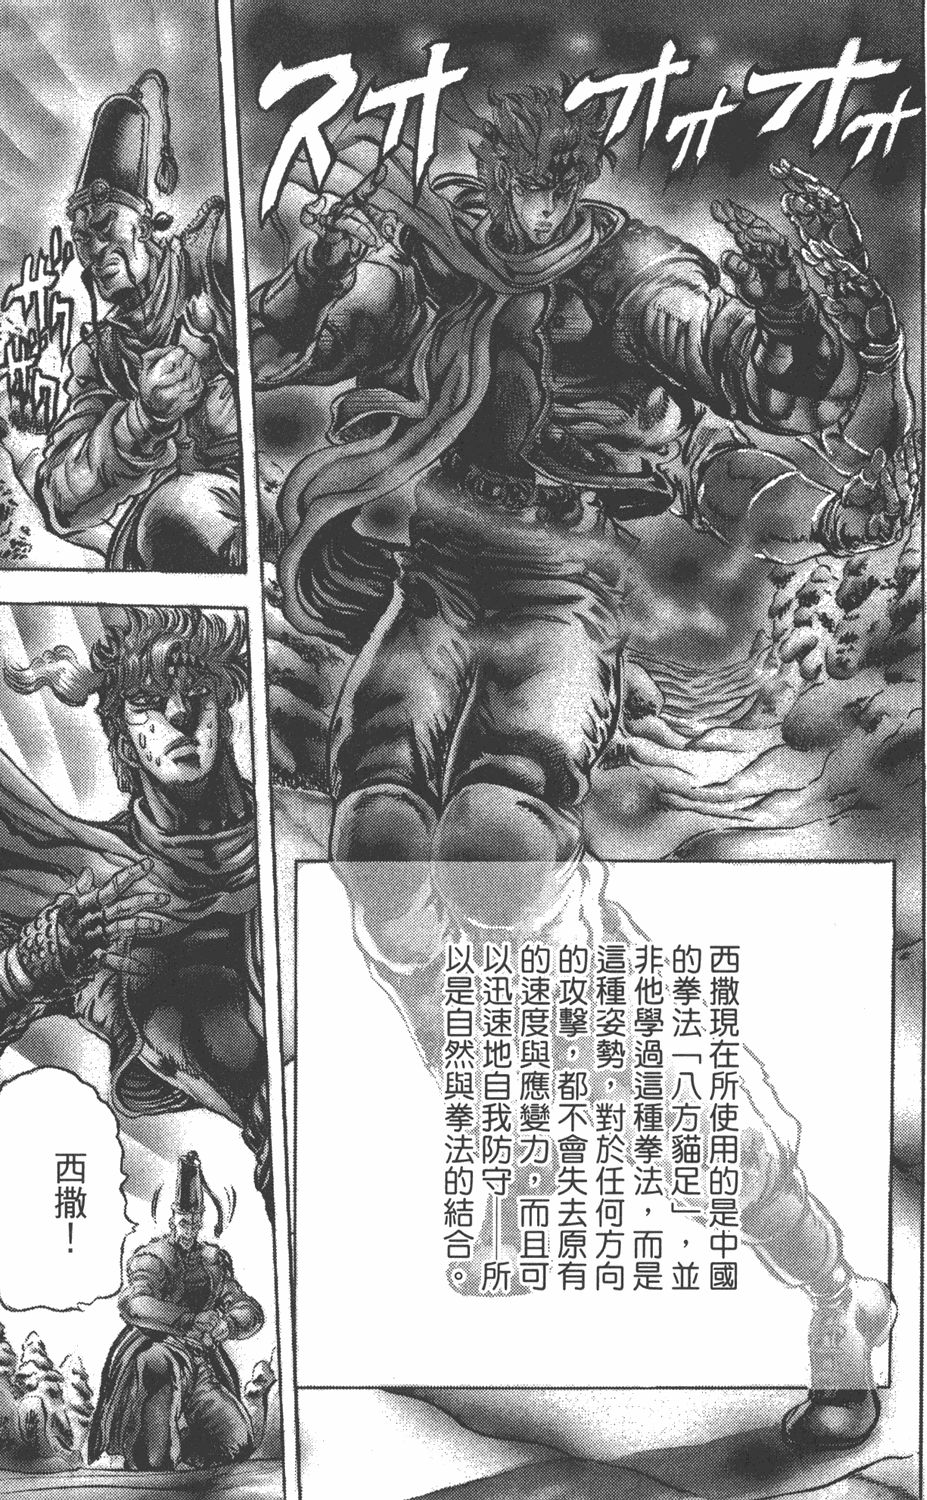 スオオォオォ
西撒現在所使用的是中國
的拳法「八方貓足」，並
非他學過這種拳法，而是
這種姿勢，對於任何方向
的攻擊，都不會失去原有
的速度與應變力，而且可
以迅速地自我防守——所
以是自然與拳法的結合。
ザッ
ザッ
西撒！